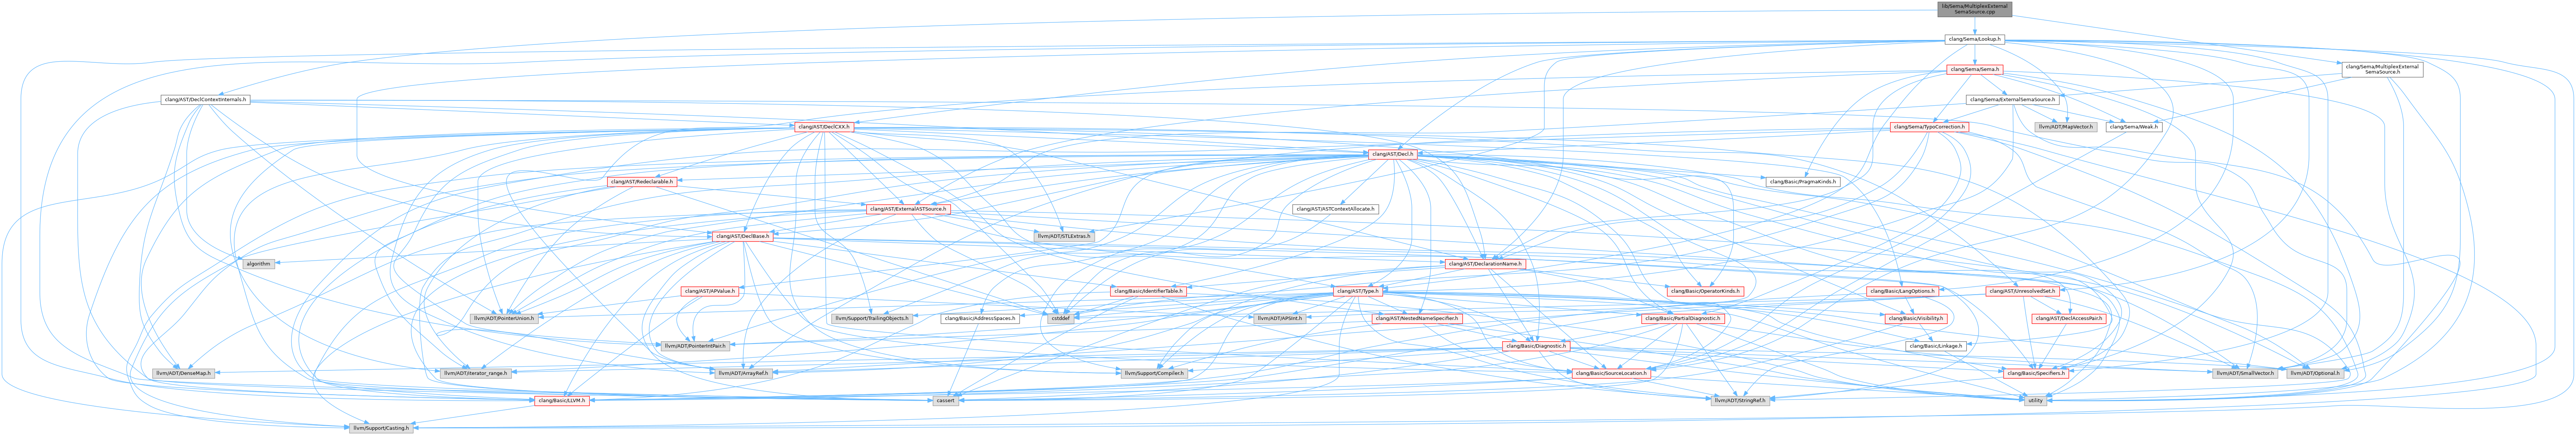 lib/Sema/MultiplexExternal
SemaSource.cpp
clang/Sema/Lookup.h
clang/Sema/Sema.h
clang/Sema/MultiplexExternal
SemaSource.h
clang/AST/DeclContextInternals.h
clang/Sema/ExternalSemaSource.h
clang/AST/DeclCXX.h
clang/Sema/TypoCorrection.h
llvm/ADT/MapVector.h
clang/Sema/Weak.h
clang/AST/Decl.h
clang/AST/Redeclarable.h
clang/Basic/PragmaKinds.h
clang/AST/ExternalASTSource.h
clang/AST/ASTContextAllocate.h
clang/AST/DeclBase.h
llvm/ADT/STLExtras.h
algorithm
clang/AST/DeclarationName.h
clang/AST/APValue.h
clang/Basic/IdentifierTable.h
clang/AST/Type.h
clang/Basic/OperatorKinds.h
clang/Basic/LangOptions.h
clang/AST/UnresolvedSet.h
llvm/ADT/PointerUnion.h
llvm/Support/TrailingObjects.h
clang/Basic/AddressSpaces.h
cstddef
llvm/ADT/APSInt.h
clang/AST/NestedNameSpecifier.h
clang/Basic/PartialDiagnostic.h
clang/Basic/Visibility.h
clang/AST/DeclAccessPair.h
llvm/ADT/PointerIntPair.h
clang/Basic/Diagnostic.h
clang/Basic/Linkage.h
llvm/ADT/DenseMap.h
llvm/ADT/iterator_range.h
llvm/ADT/ArrayRef.h
llvm/Support/Compiler.h
clang/Basic/SourceLocation.h
clang/Basic/Specifiers.h
llvm/ADT/SmallVector.h
llvm/ADT/Optional.h
clang/Basic/LLVM.h
cassert
llvm/ADT/StringRef.h
utility
llvm/Support/Casting.h